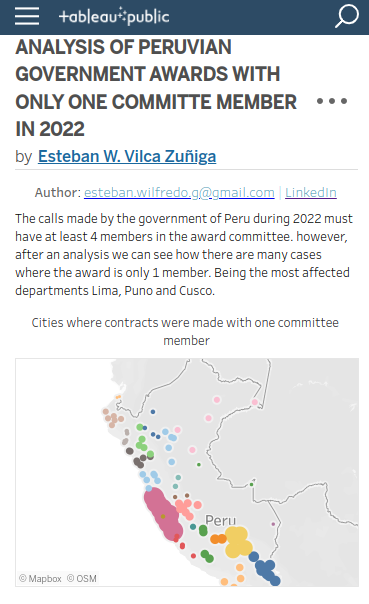 +ableau+public
ANALYSIS OF PERUVIAN
GOVERNMENT AWARDS WITH
ONLY ONE COMMITTE MEMBER
IN 2022
by Esteban W. Vilca Zuñiga
Author: esteban.wilfredo.g@gmail.com | LinkedIn
The calls made by the government of Peru during 2022 must
have at least 4 members in the award committee. however,
after an analysis we can see how there are many cases
where the award is only 1 member. Being the most affected
departments Lima, Puno and Cusco.
Cities where contracts were made with one committee
member
Peru
© Mapbox © OSM